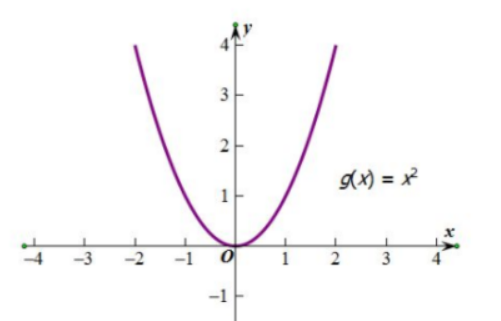 y
4
3
2
1
g(x) = x²
x
–4 –3 –2 –1 O 1 2 3 4
–1